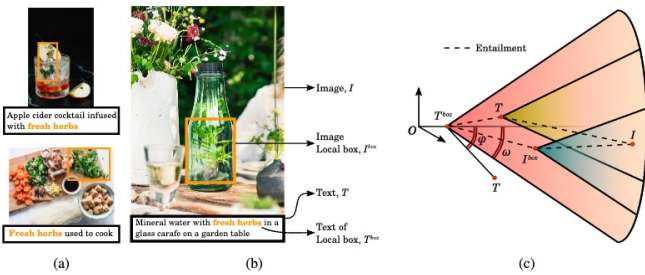 Apple cider cocktail infused
with fresh herbs
Fresh herbs used to cook
(a)
Image, I
Image
Local box, I^box
Text, T
Text of
Local box, T^box
Mineral water with fresh herbs in a
glass carafe on a garden table
(b)
Entailment
O
T^box
T
I
I^box
φ
ω
T
(c)